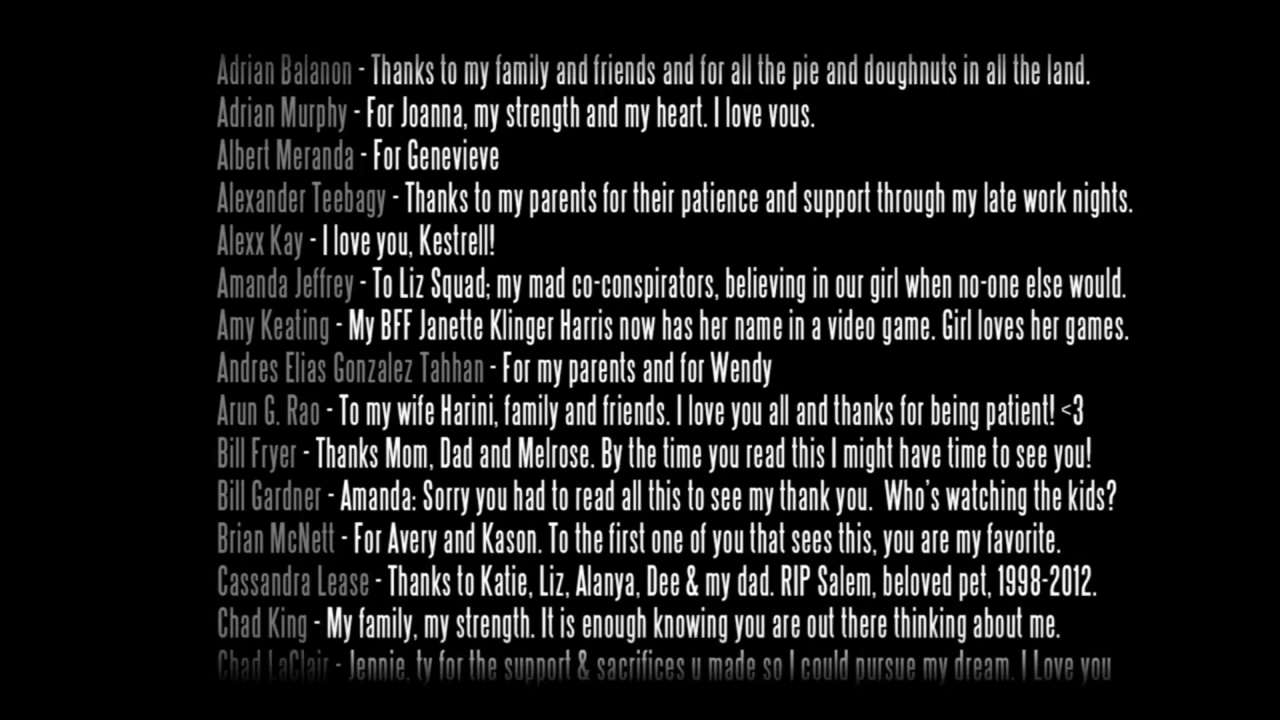 Adrian Balanon - Thanks to my family and friends and for all the pie and doughnuts in all the land.
Adrian Murphy - For Joanna, my strength and my heart. I love vous.
Albert Meranda - For Genevieve
Alexander Teebagy - Thanks to my parents for their patience and support through my late work nights.
Alexx Kay - I love you, Kestrell!
Amanda Jeffrey - To Liz Squad; my mad co-conspirators, believing in our girl when no-one else would.
Amy Keating - My BFF Janette Klinger Harris now has her name in a video game. Girl loves her games.
Andres Elias Gonzalez Tahhan - For my parents and for Wendy
Arun G. Rao - To my wife Harini, family and friends. I love you all and thanks for being patient! <3
Bill Fryer - Thanks Mom, Dad and Melrose. By the time you read this I might have time to see you!
Bill Gardner - Amanda: Sorry you had to read all this to see my thank you.  Who's watching the kids?
Brian McNett - For Avery and Kason. To the first one of you that sees this, you are my favorite.
Cassandra Lease - Thanks to Katie, Liz, Alanya, Dee & my dad. RIP Salem, beloved pet, 1998-2012.
Chad King - My family, my strength. It is enough knowing you are out there thinking about me.
Chad LaClair - Jennie, ty for the support & sacrifices u made so I could pursue my dream. I Love you